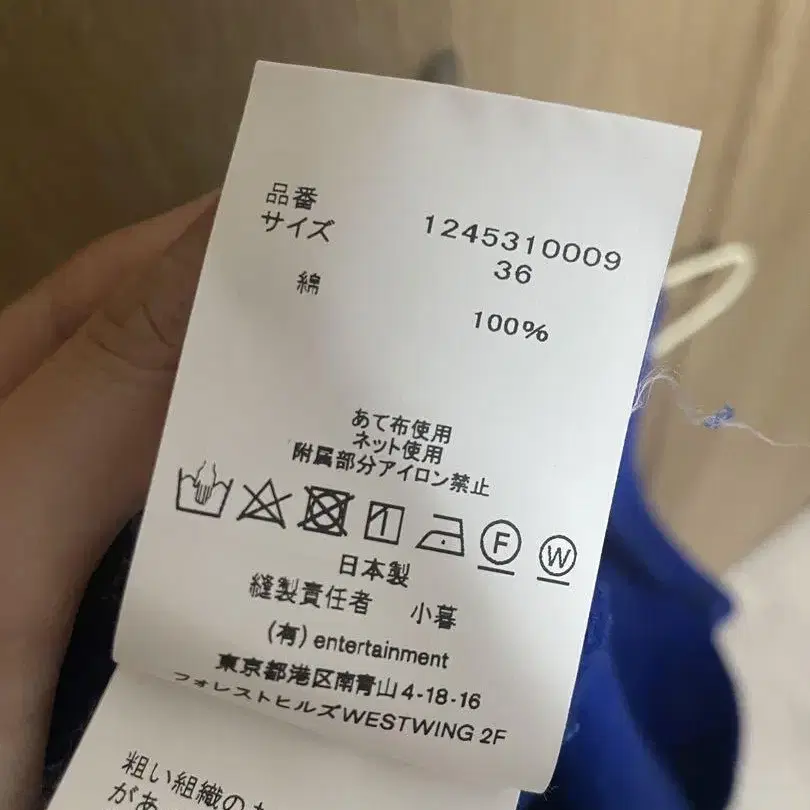 品番 1245310009
サイズ 36
綿 100%
あて布使用
ネット使用
附属部分アイロン禁止
F W
日本製
縫製責任者 小暮
(有) entertainment
東京都港区南青山4-18-16
フォレストヒルズWESTWING 2F
粗い組織の
があ